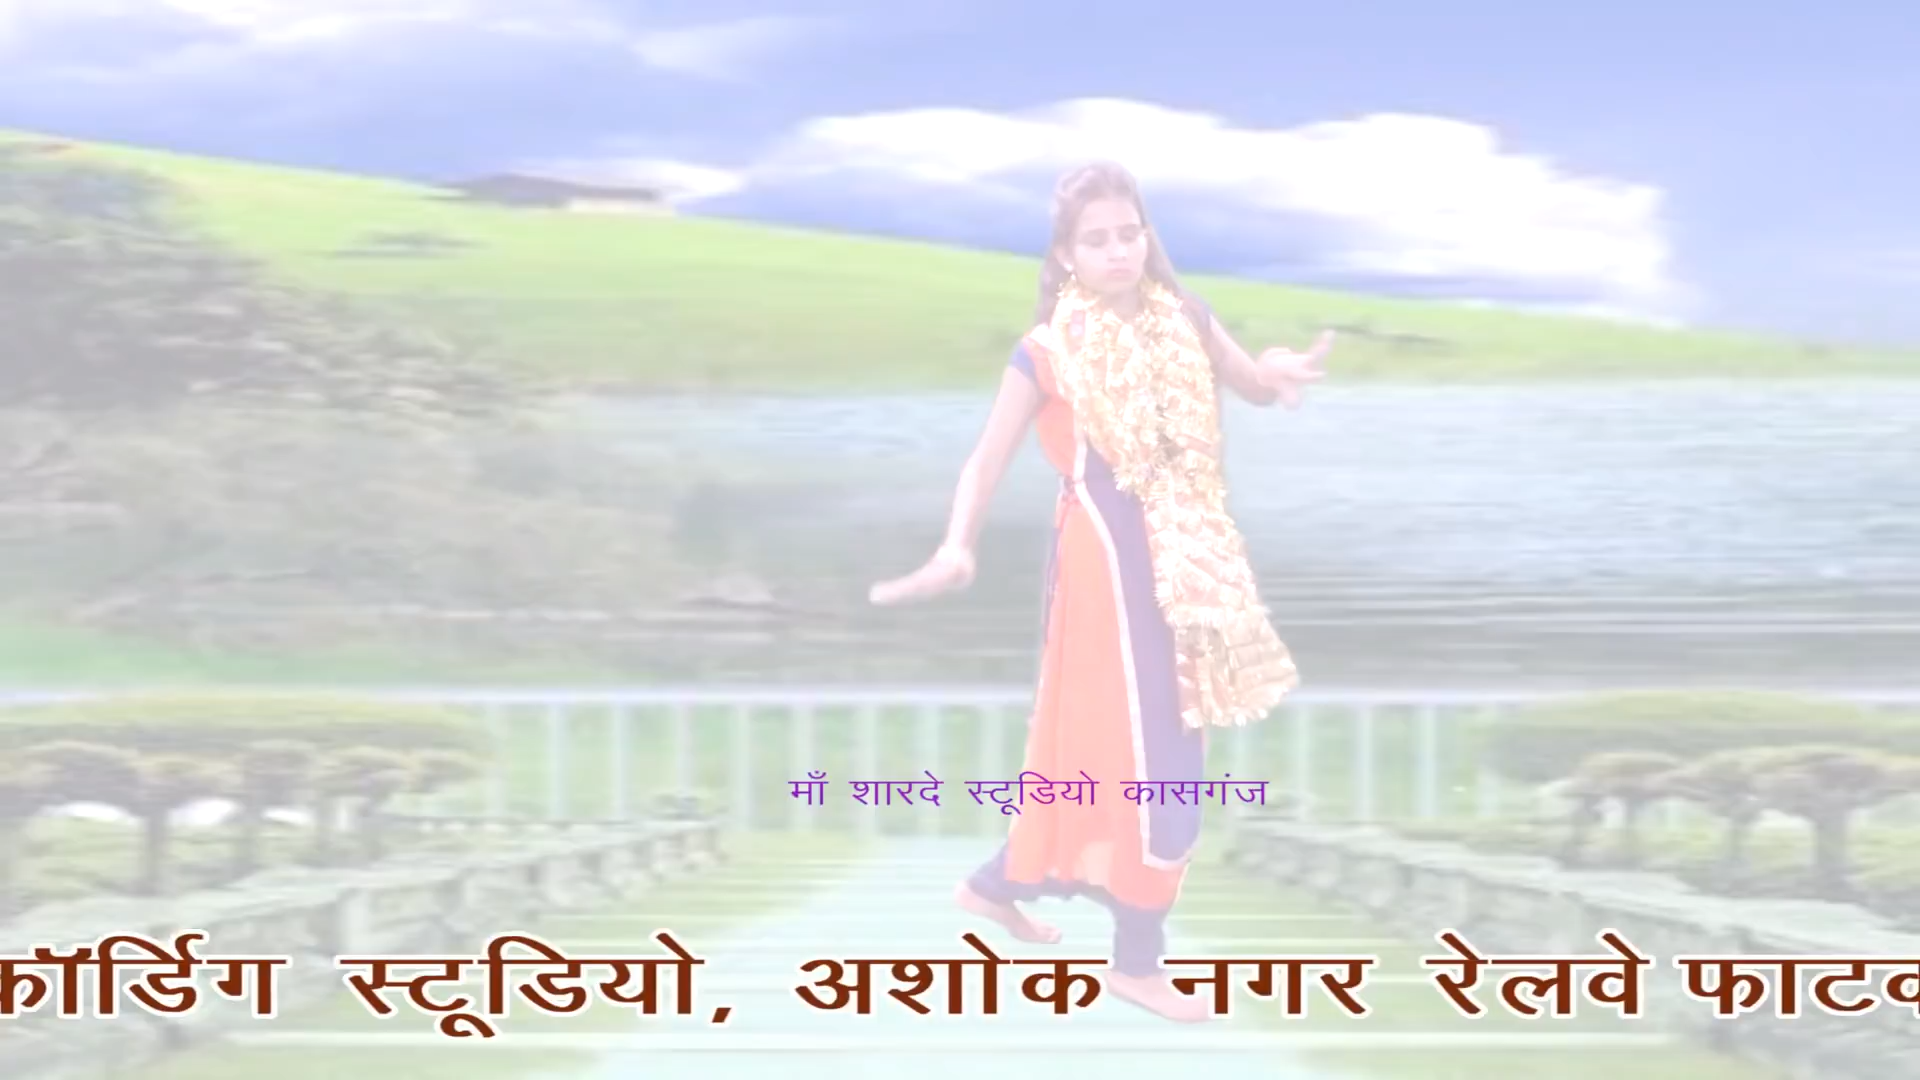 माँ शारदे स्टूडियो कासगंज
कॉर्डिंग स्टूडियो, अशोक नगर रेलवे फाटक